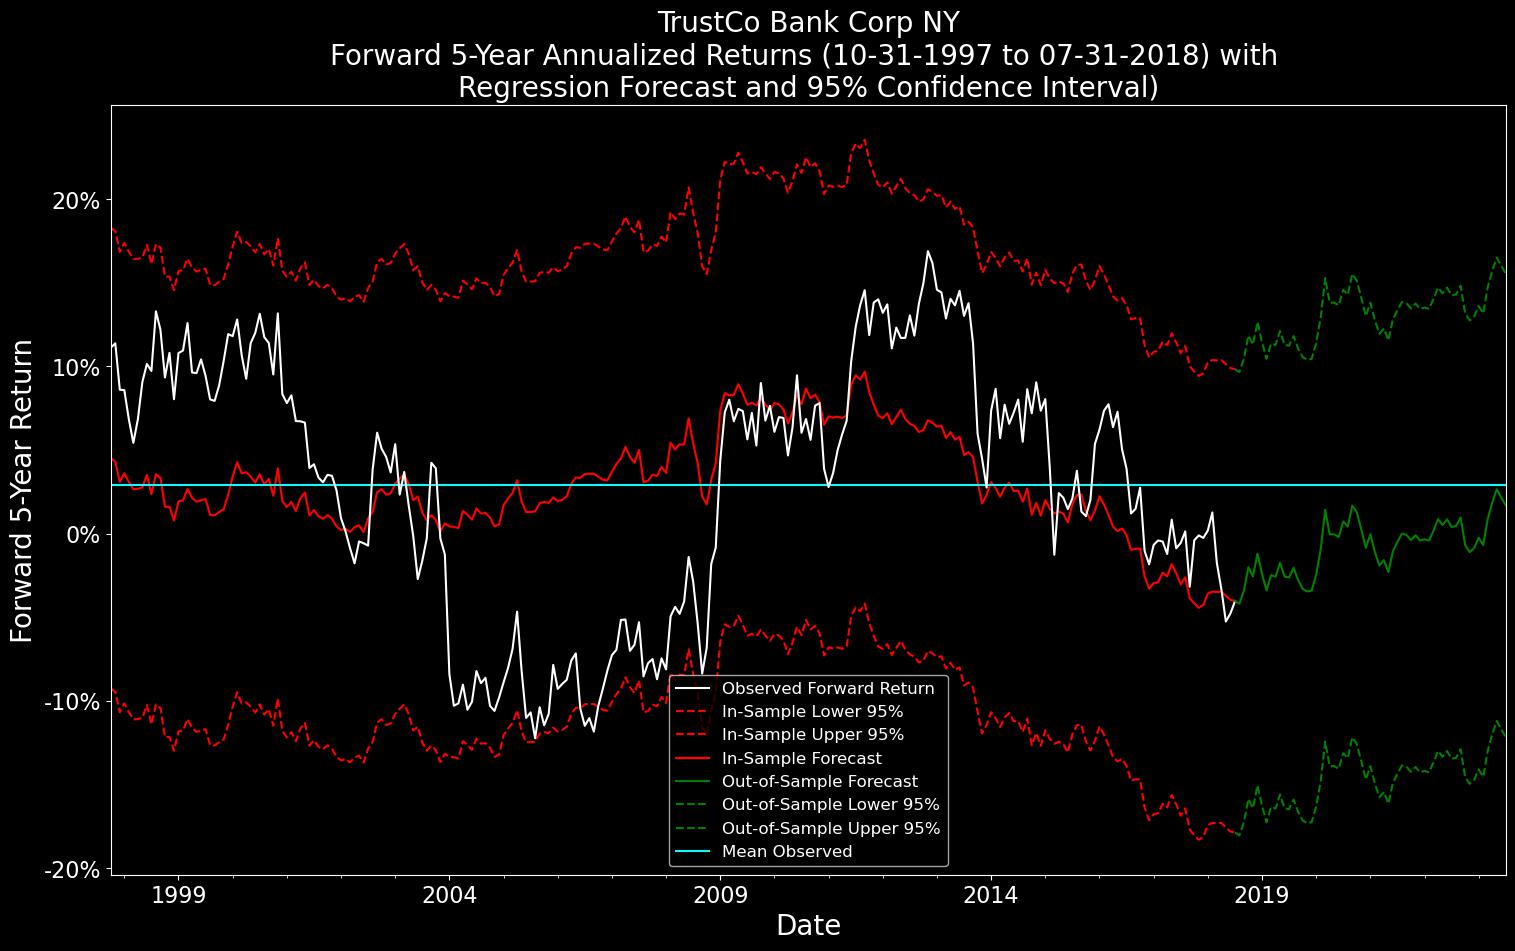 TrustCo Bank Corp NY
Forward 5-Year Annualized Returns (10-31-1997 to 07-31-2018) with
Regression Forecast and 95% Confidence Interval)
Forward 5-Year Return
20%
10%
0%
-10%
-20%
Observed Forward Return
In-Sample Lower 95%
In-Sample Upper 95%
In-Sample Forecast
Out-of-Sample Forecast
Out-of-Sample Lower 95%
Out-of-Sample Upper 95%
Mean Observed
1999 2004 2009 2014 2019
Date